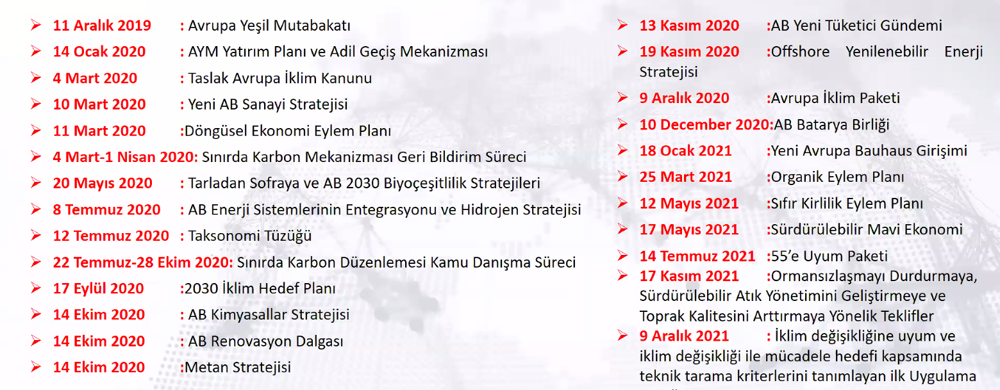 ➢ 11 Aralık 2019 : Avrupa Yeşil Mutabakatı
➢ 14 Ocak 2020 : AYM Yatırım Planı ve Adil Geçiş Mekanizması
➢ 4 Mart 2020 : Taslak Avrupa İklim Kanunu
➢ 10 Mart 2020 : Yeni AB Sanayi Stratejisi
➢ 11 Mart 2020 :Döngüsel Ekonomi Eylem Planı
➢ 4 Mart-1 Nisan 2020: Sınırda Karbon Mekanizması Geri Bildirim Süreci
➢ 20 Mayıs 2020 : Tarladan Sofraya ve AB 2030 Biyoçeşitlilik Stratejileri
➢ 8 Temmuz 2020 : AB Enerji Sistemlerinin Entegrasyonu ve Hidrojen Stratejisi
➢ 12 Temmuz 2020 : Taksonomi Tüzüğü
➢ 22 Temmuz-28 Ekim 2020: Sınırda Karbon Düzenlemesi Kamu Danışma Süreci
➢ 17 Eylül 2020 :2030 İklim Hedef Planı
➢ 14 Ekim 2020 : AB Kimyasallar Stratejisi
➢ 14 Ekim 2020 : AB Renovasyon Dalgası
➢ 14 Ekim 2020 :Metan Stratejisi
➢ 13 Kasım 2020 :AB Yeni Tüketici Gündemi
➢ 19 Kasım 2020 :Offshore Yenilenebilir Enerji
Stratejisi
➢ 9 Aralık 2020 :Avrupa İklim Paketi
➢ 10 December 2020:AB Batarya Birliği
➢ 18 Ocak 2021 :Yeni Avrupa Bauhaus Girişimi
➢ 25 Mart 2021 :Organik Eylem Planı
➢ 12 Mayıs 2021 :Sıfır Kirlilik Eylem Planı
➢ 17 Mayıs 2021 :Sürdürülebilir Mavi Ekonomi
➢ 14 Temmuz 2021 :55’e Uyum Paketi
➢ 17 Kasım 2021 :Ormansızlaşmayı Durdurmaya,
Sürdürülebilir Atık Yönetimini Geliştirmeye ve
Toprak Kalitesini Arttırmaya Yönelik Teklifler
➢ 9 Aralık 2021 : İklim değişikliğine uyum ve
iklim değişikliği ile mücadele hedefi kapsamında
teknik tarama kriterlerini tanımlayan ilk Uygulama